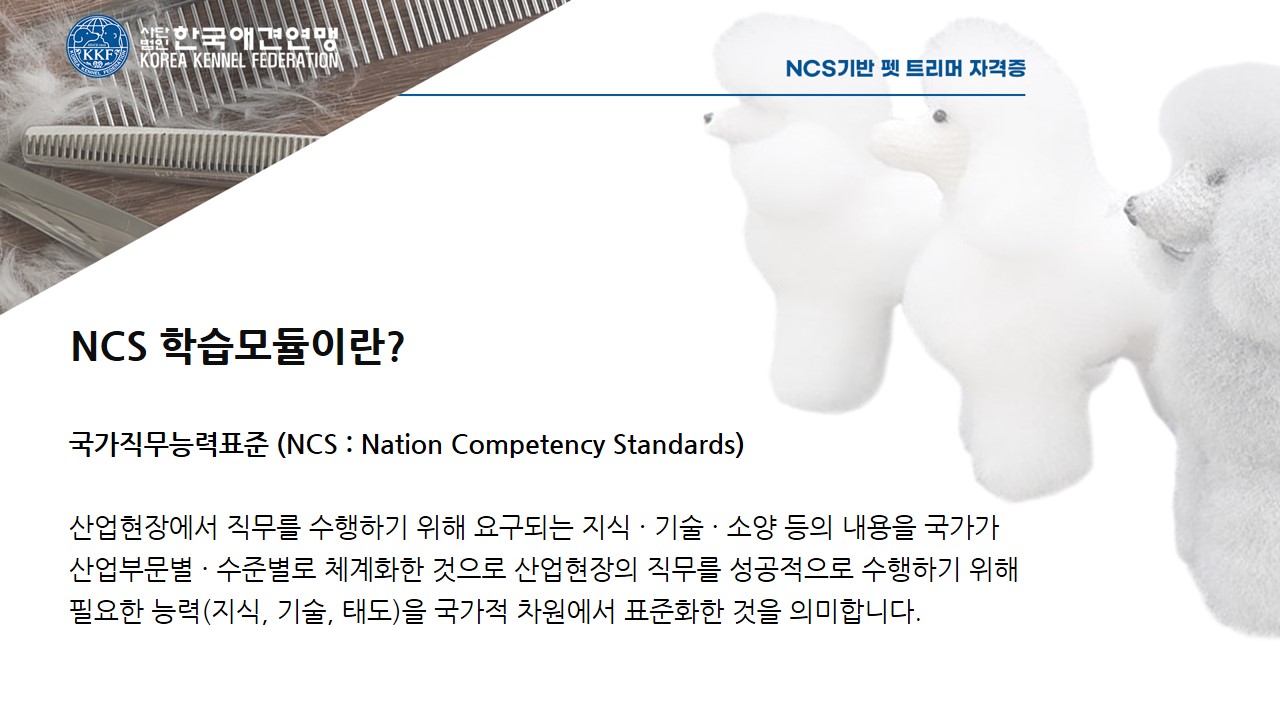 사단
법인 한국애견연맹
KOREA KENNEL FEDERATION
KKF
NCS기반 펫 트리머 자격증
NCS 학습모듈이란?
국가직무능력표준 (NCS : Nation Competency Standards)
산업현장에서 직무를 수행하기 위해 요구되는 지식 · 기술 · 소양 등의 내용을 국가가
산업부문별 · 수준별로 체계화한 것으로 산업현장의 직무를 성공적으로 수행하기 위해
필요한 능력(지식, 기술, 태도)을 국가적 차원에서 표준화한 것을 의미합니다.